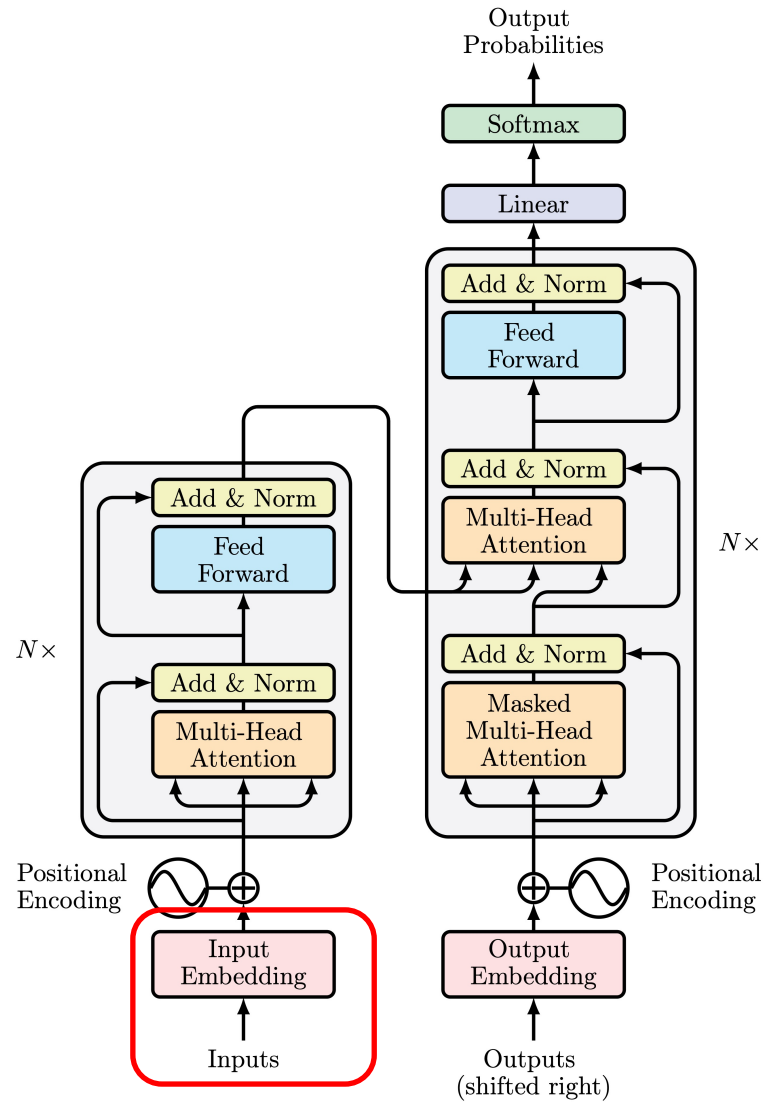 Output
Probabilities
Softmax
Linear
Add & Norm
Feed
Forward
Add & Norm
Multi-Head
Attention
N×
Add & Norm
Masked
Multi-Head
Attention
Positional
Encoding
Output
Embedding
Outputs
(shifted right)
Add & Norm
Feed
Forward
N×
Add & Norm
Multi-Head
Attention
Positional
Encoding
Input
Embedding
Inputs